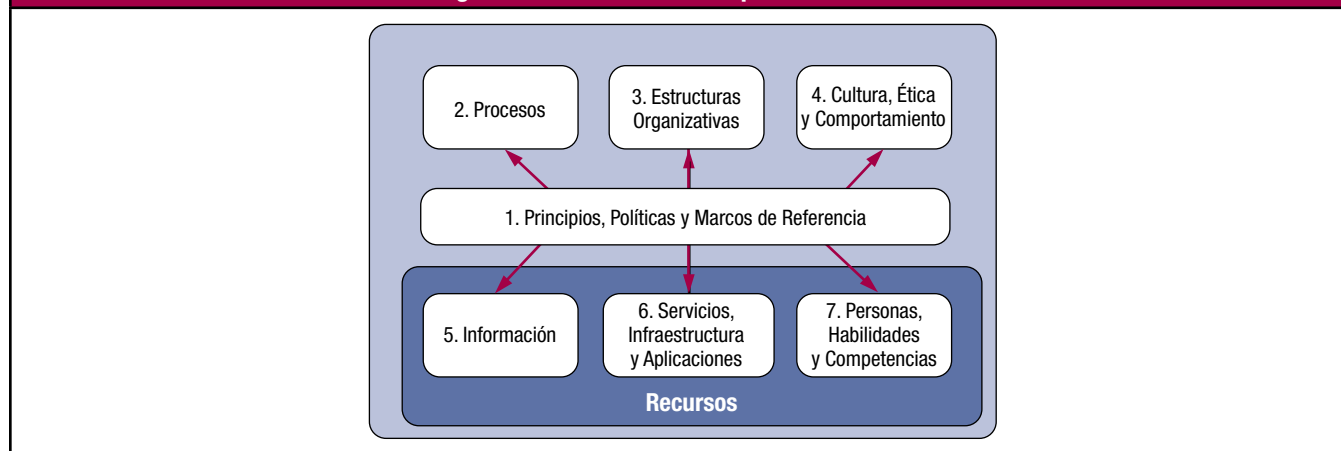 2. Procesos
3. Estructuras
Organizativas
4. Cultura, Ética
y Comportamiento
1. Principios, Políticas y Marcos de Referencia
5. Información
6. Servicios,
Infraestructura
y Aplicaciones
7. Personas,
Habilidades
y Competencias
Recursos